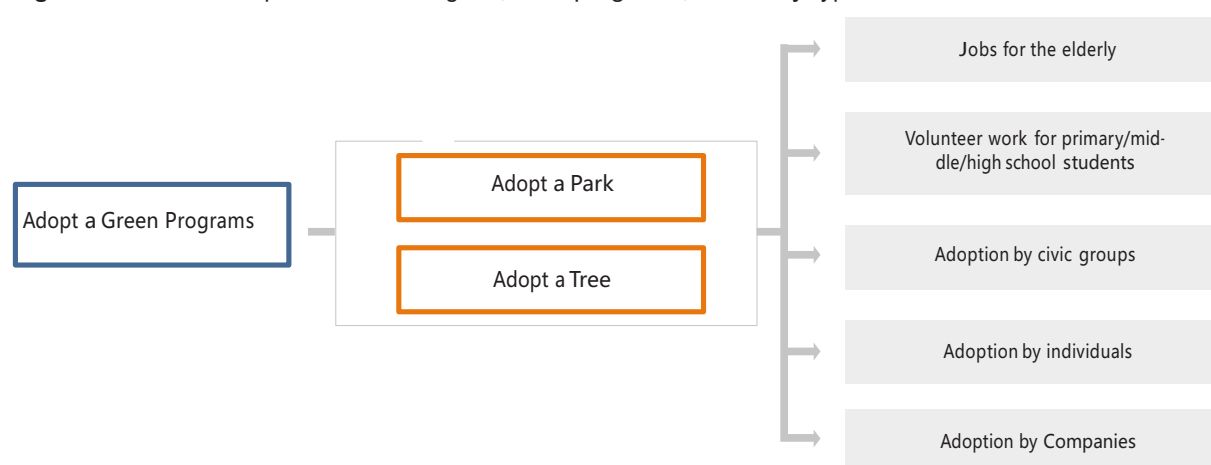 Jobs for the elderly
Volunteer work for primary/mid-
dle/high school students
Adopt a Park
Adopt a Green Programs
Adopt a Tree
Adoption by civic groups
Adoption by individuals
Adoption by Companies